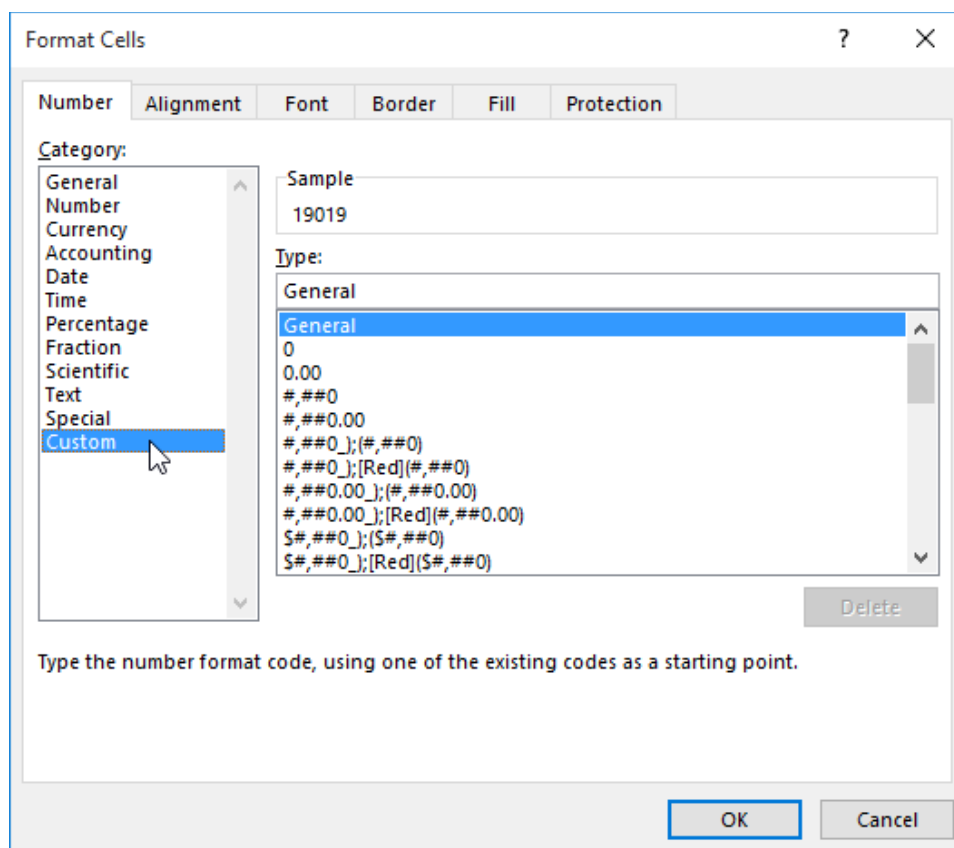 Format Cells ?
Number Alignment Font Border Fill Protection
Category:
General
Number
Currency
Accounting
Date
Time
Percentage
Fraction
Scientific
Text
Special
Custom
Sample
19019
Type:
General
General
0
0.00
#,##0
#,##0.00
#,##0_);(#,##0)
#,##0_);[Red](#,##0)
#,##0.00_);(#,##0.00)
#,##0.00_);[Red](#,##0.00)
$#,##0_);($#,##0)
$#,##0_);[Red]($#,##0)
Delete
Type the number format code, using one of the existing codes as a starting point.
OK Cancel